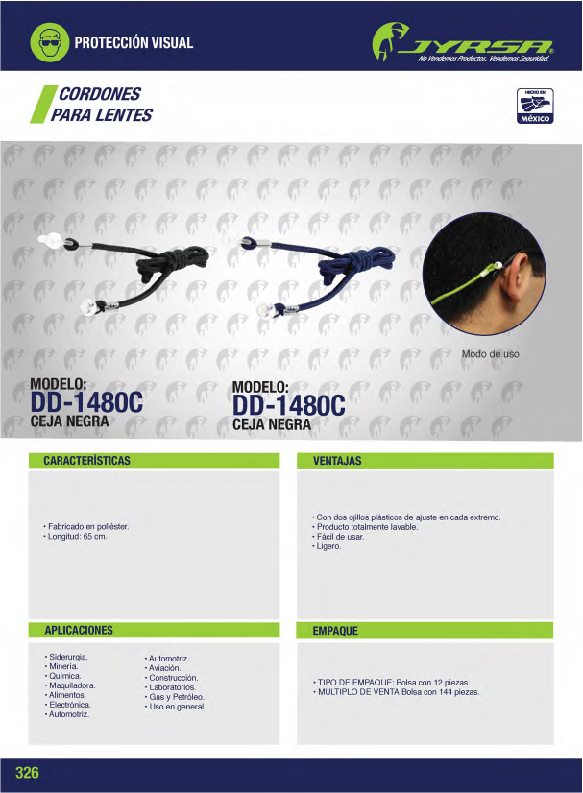 PROTECCIÓN VISUAL
JYRSA®
No Vendemos Productos. Vendemos Seguridad.
CORDONES
PARA LENTES
HECHO EN
MÉXICO
Modo de uso
MODELO:
DD-1480C
CEJA NEGRA
MODELO:
DD-1480C
CEJA NEGRA
CARACTERÍSTICAS
• Fabricado en poliéster.
• Longitud: 65 cm.
VENTAJAS
· Con dos ojillos plásticos de ajuste en cada extremo.
• Producto totalmente lavable.
• Fácil de usar.
• Ligero.
APLICACIONES
• Siderurgia.
• Minería.
• Química.
· Maquiladora.
• Alimentos.
• Electrónica.
• Automotriz.
• Automotriz.
• Aviación.
• Construcción.
• Laboratorios.
• Gas y Petróleo.
• Uso en general
EMPAQUE
• TIPO DE EMPAQUE: Bolsa con 12 piezas
• MULTIPLO DE VENTA Bolsa con 144 piezas.
326